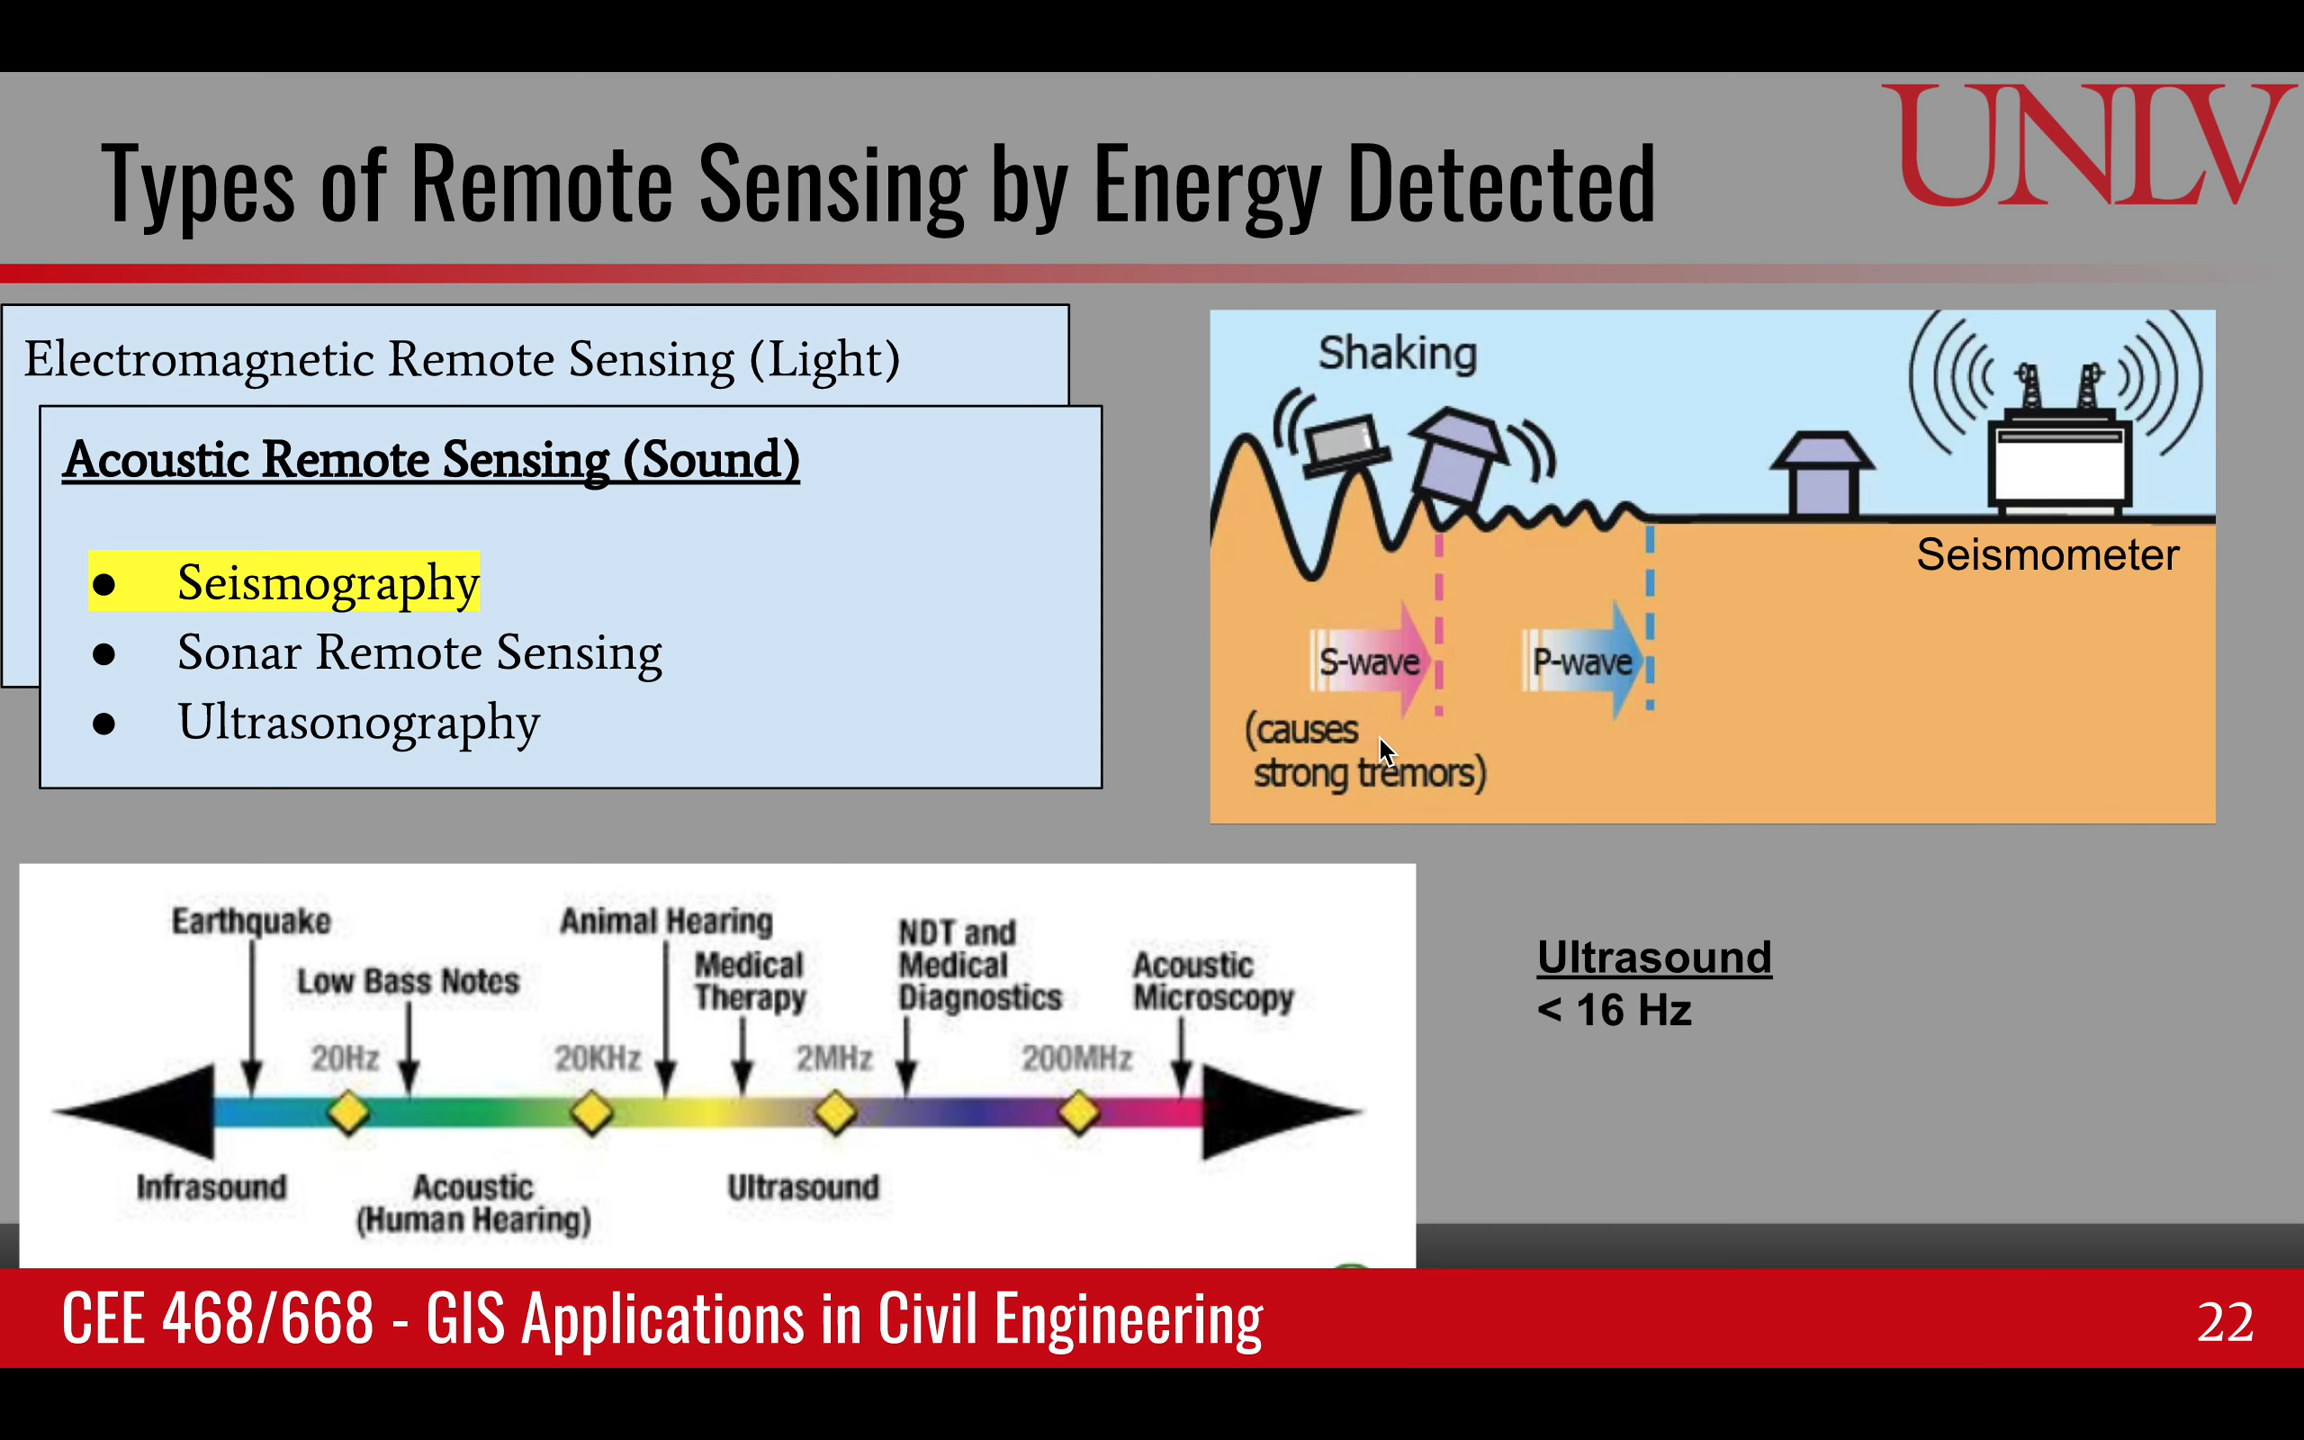 UNLV
Types of Remote Sensing by Energy Detected
Electromagnetic Remote Sensing (Light)
Acoustic Remote Sensing (Sound)
● Seismography
● Sonar Remote Sensing
● Ultrasonography
Shaking
Seismometer
S-wave
P-wave
(causes
strong tremors)
Earthquake
Low Bass Notes
Animal Hearing
Medical
Therapy
NDT and
Medical
Diagnostics
Acoustic
Microscopy
20Hz
20KHz
2MHz
200MHz
Infrasound
Acoustic
(Human Hearing)
Ultrasound
Ultrasound
< 16 Hz
CEE 468/668 - GIS Applications in Civil Engineering
22